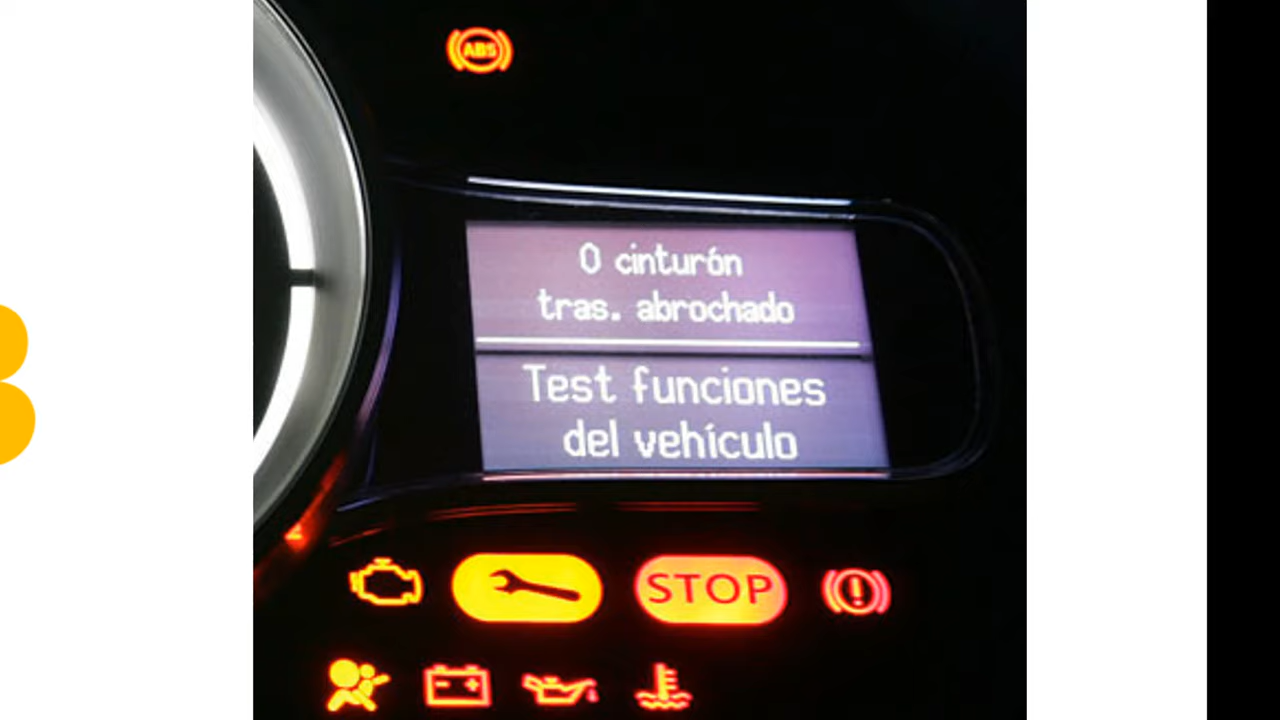 ABS
0 cinturón
tras. abrochado
Test funciones
del vehículo
STOP